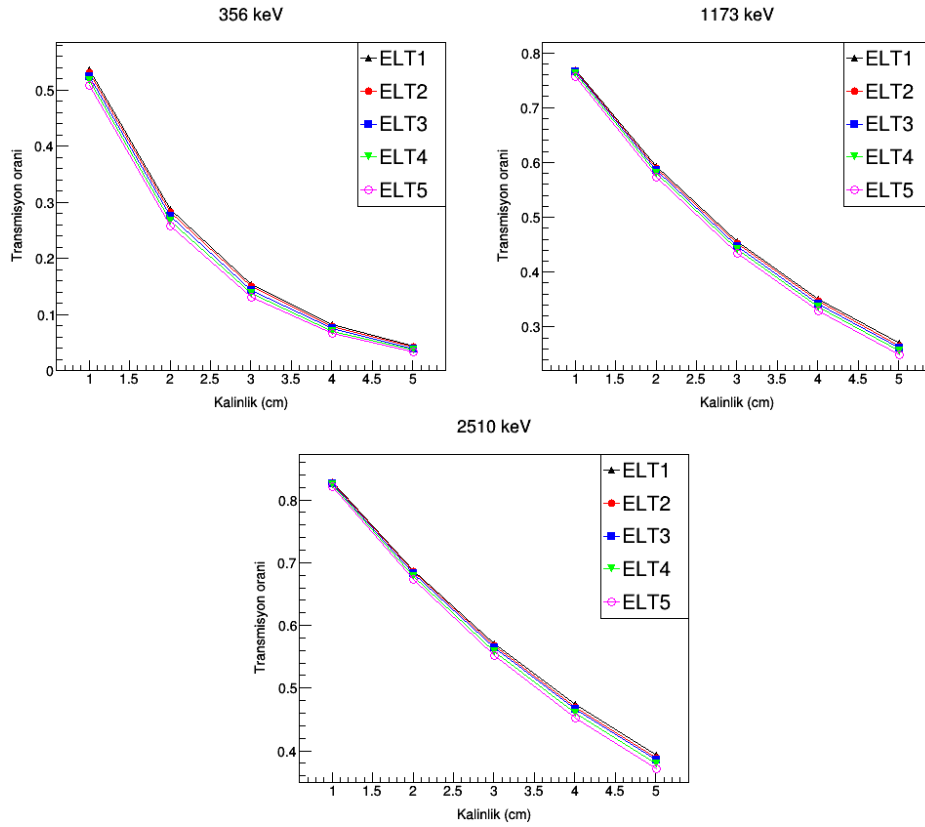 356 keV
ELT1
ELT2
ELT3
ELT4
ELT5
Transmisyon orani
0.5
0.4
0.3
0.2
0.1
0
1 1.5 2 2.5 3 3.5 4 4.5 5
Kalinlik (cm)
1173 keV
ELT1
ELT2
ELT3
ELT4
ELT5
Transmisyon orani
0.8
0.7
0.6
0.5
0.4
0.3
1 1.5 2 2.5 3 3.5 4 4.5 5
Kalinlik (cm)
2510 keV
ELT1
ELT2
ELT3
ELT4
ELT5
Transmisyon orani
0.8
0.7
0.6
0.5
0.4
1 1.5 2 2.5 3 3.5 4 4.5 5
Kalinlik (cm)